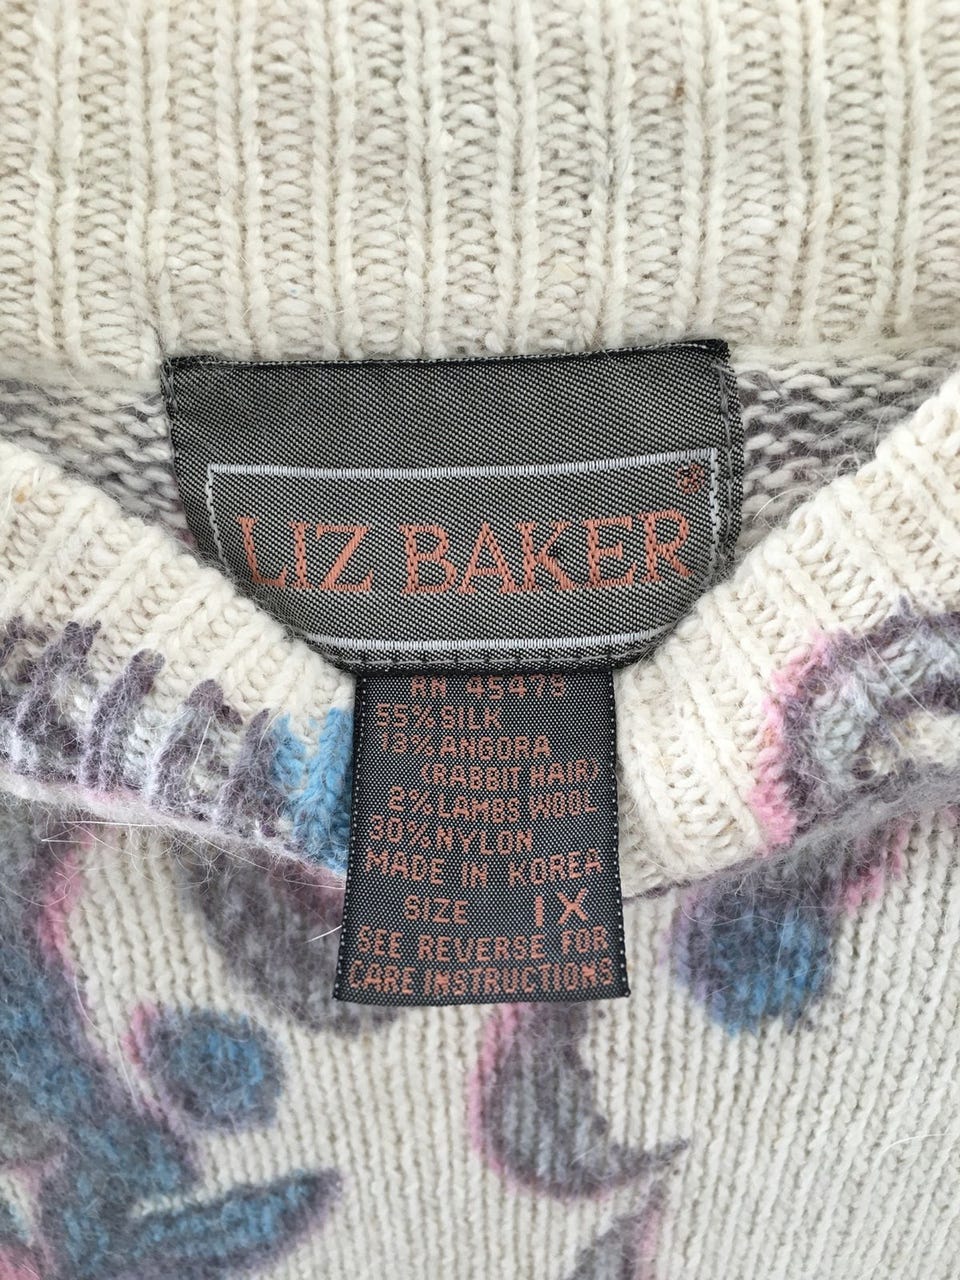 LIZ BAKER ®
RN 45475
55% SILK
13% ANGORA
(RABBIT HAIR)
2% LAMBS WOOL
30% NYLON
MADE IN KOREA
SIZE 1X
SEE REVERSE FOR
CARE INSTRUCTIONS